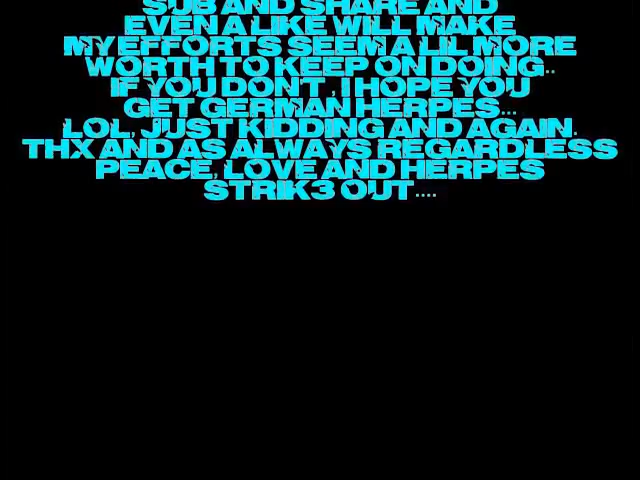 SUB AND SHARE AND
EVEN A LIKE WILL MAKE
MY EFFORTS SEEM A LIL MORE
WORTH TO KEEP ON DOING..
IF YOU DON'T , I HOPE YOU
GET GERMAN HERPES...
LOL, JUST KIDDING AND AGAIN.
THX AND AS ALWAYS REGARDLESS
PEACE, LOVE AND HERPES
STRIK3 OUT....